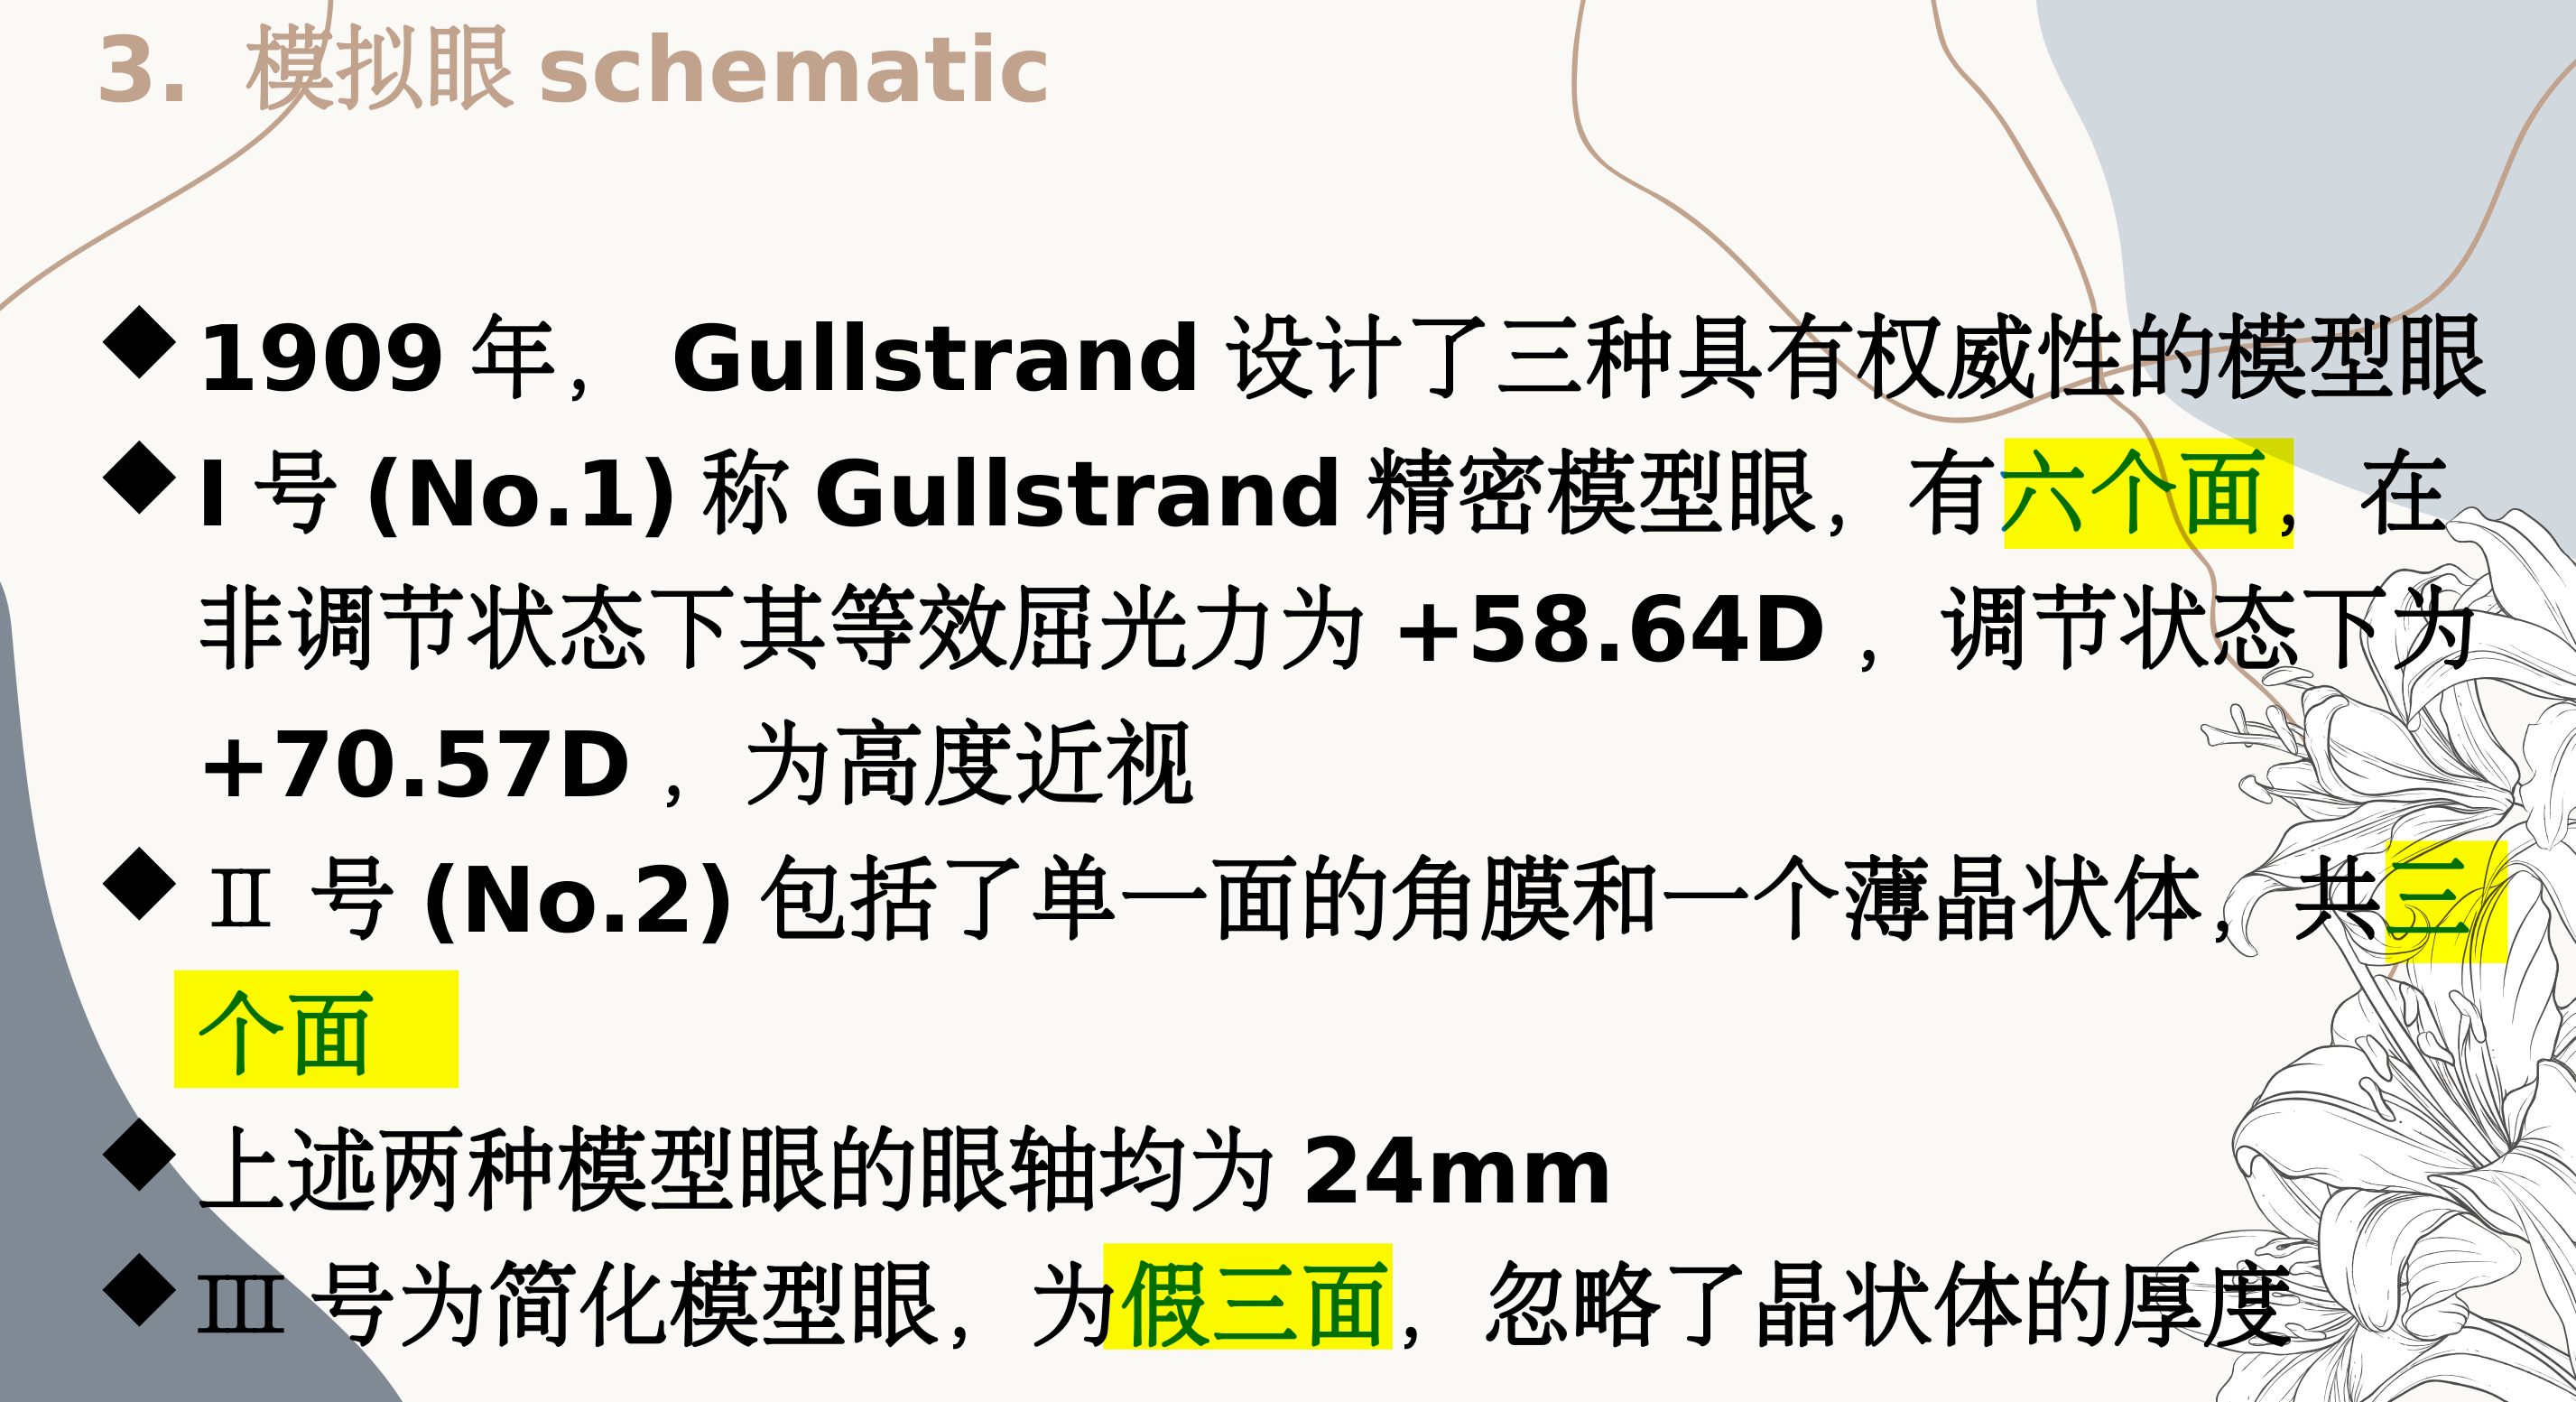 3. 模拟眼 schematic
◆1909 年， Gullstrand 设计了三种具有权威性的模型眼
◆I 号 (No.1) 称 Gullstrand 精密模型眼，有六个面，在
非调节状态下其等效屈光力为 +58.64D ，调节状态下为
+70.57D ，为高度近视
◆Ⅱ 号 (No.2) 包括了单一面的角膜和一个薄晶状体，共三
个面
◆上述两种模型眼的眼轴均为 24mm
◆Ⅲ 号为简化模型眼，为假三面，忽略了晶状体的厚度